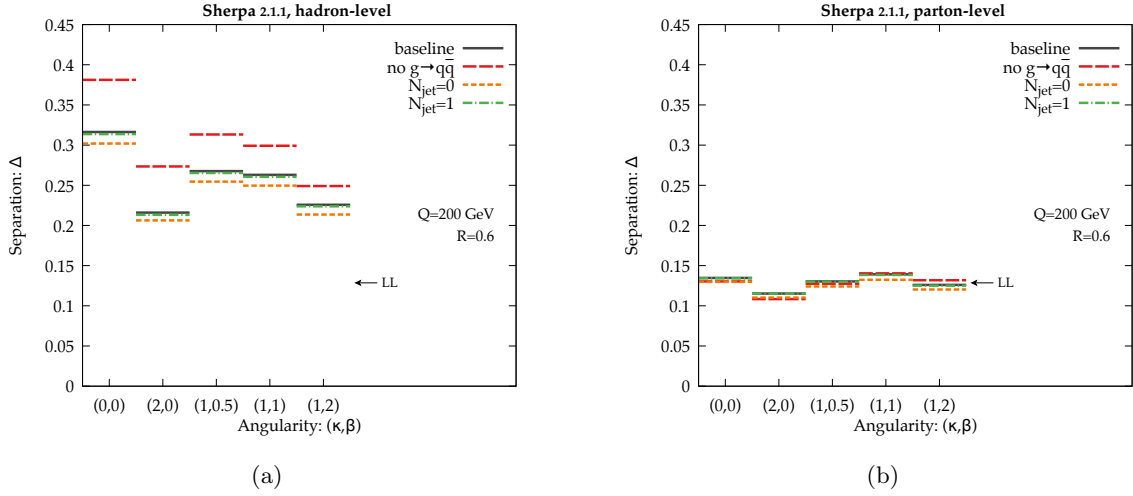 Sherpa 2.1.1, hadron-level
Separation: Δ
0.45
0.4
0.35
0.3
0.25
0.2
0.15
0.1
0.05
0
baseline
no g→qq̄
N_jet=0
N_jet=1
Q=200 GeV
R=0.6
LL
(0,0) (2,0) (1,0.5) (1,1) (1,2)
Angularity: (κ,β)
(a)
Sherpa 2.1.1, parton-level
Separation: Δ
0.45
0.4
0.35
0.3
0.25
0.2
0.15
0.1
0.05
0
baseline
no g→qq̄
N_jet=0
N_jet=1
Q=200 GeV
R=0.6
LL
(0,0) (2,0) (1,0.5) (1,1) (1,2)
Angularity: (κ,β)
(b)